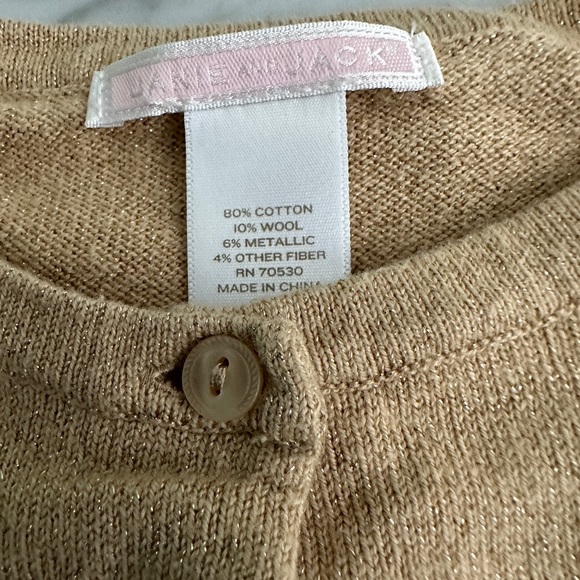 JANIE AND JACK
80% COTTON
10% WOOL
6% METALLIC
4% OTHER FIBER
RN 70530
MADE IN CHINA